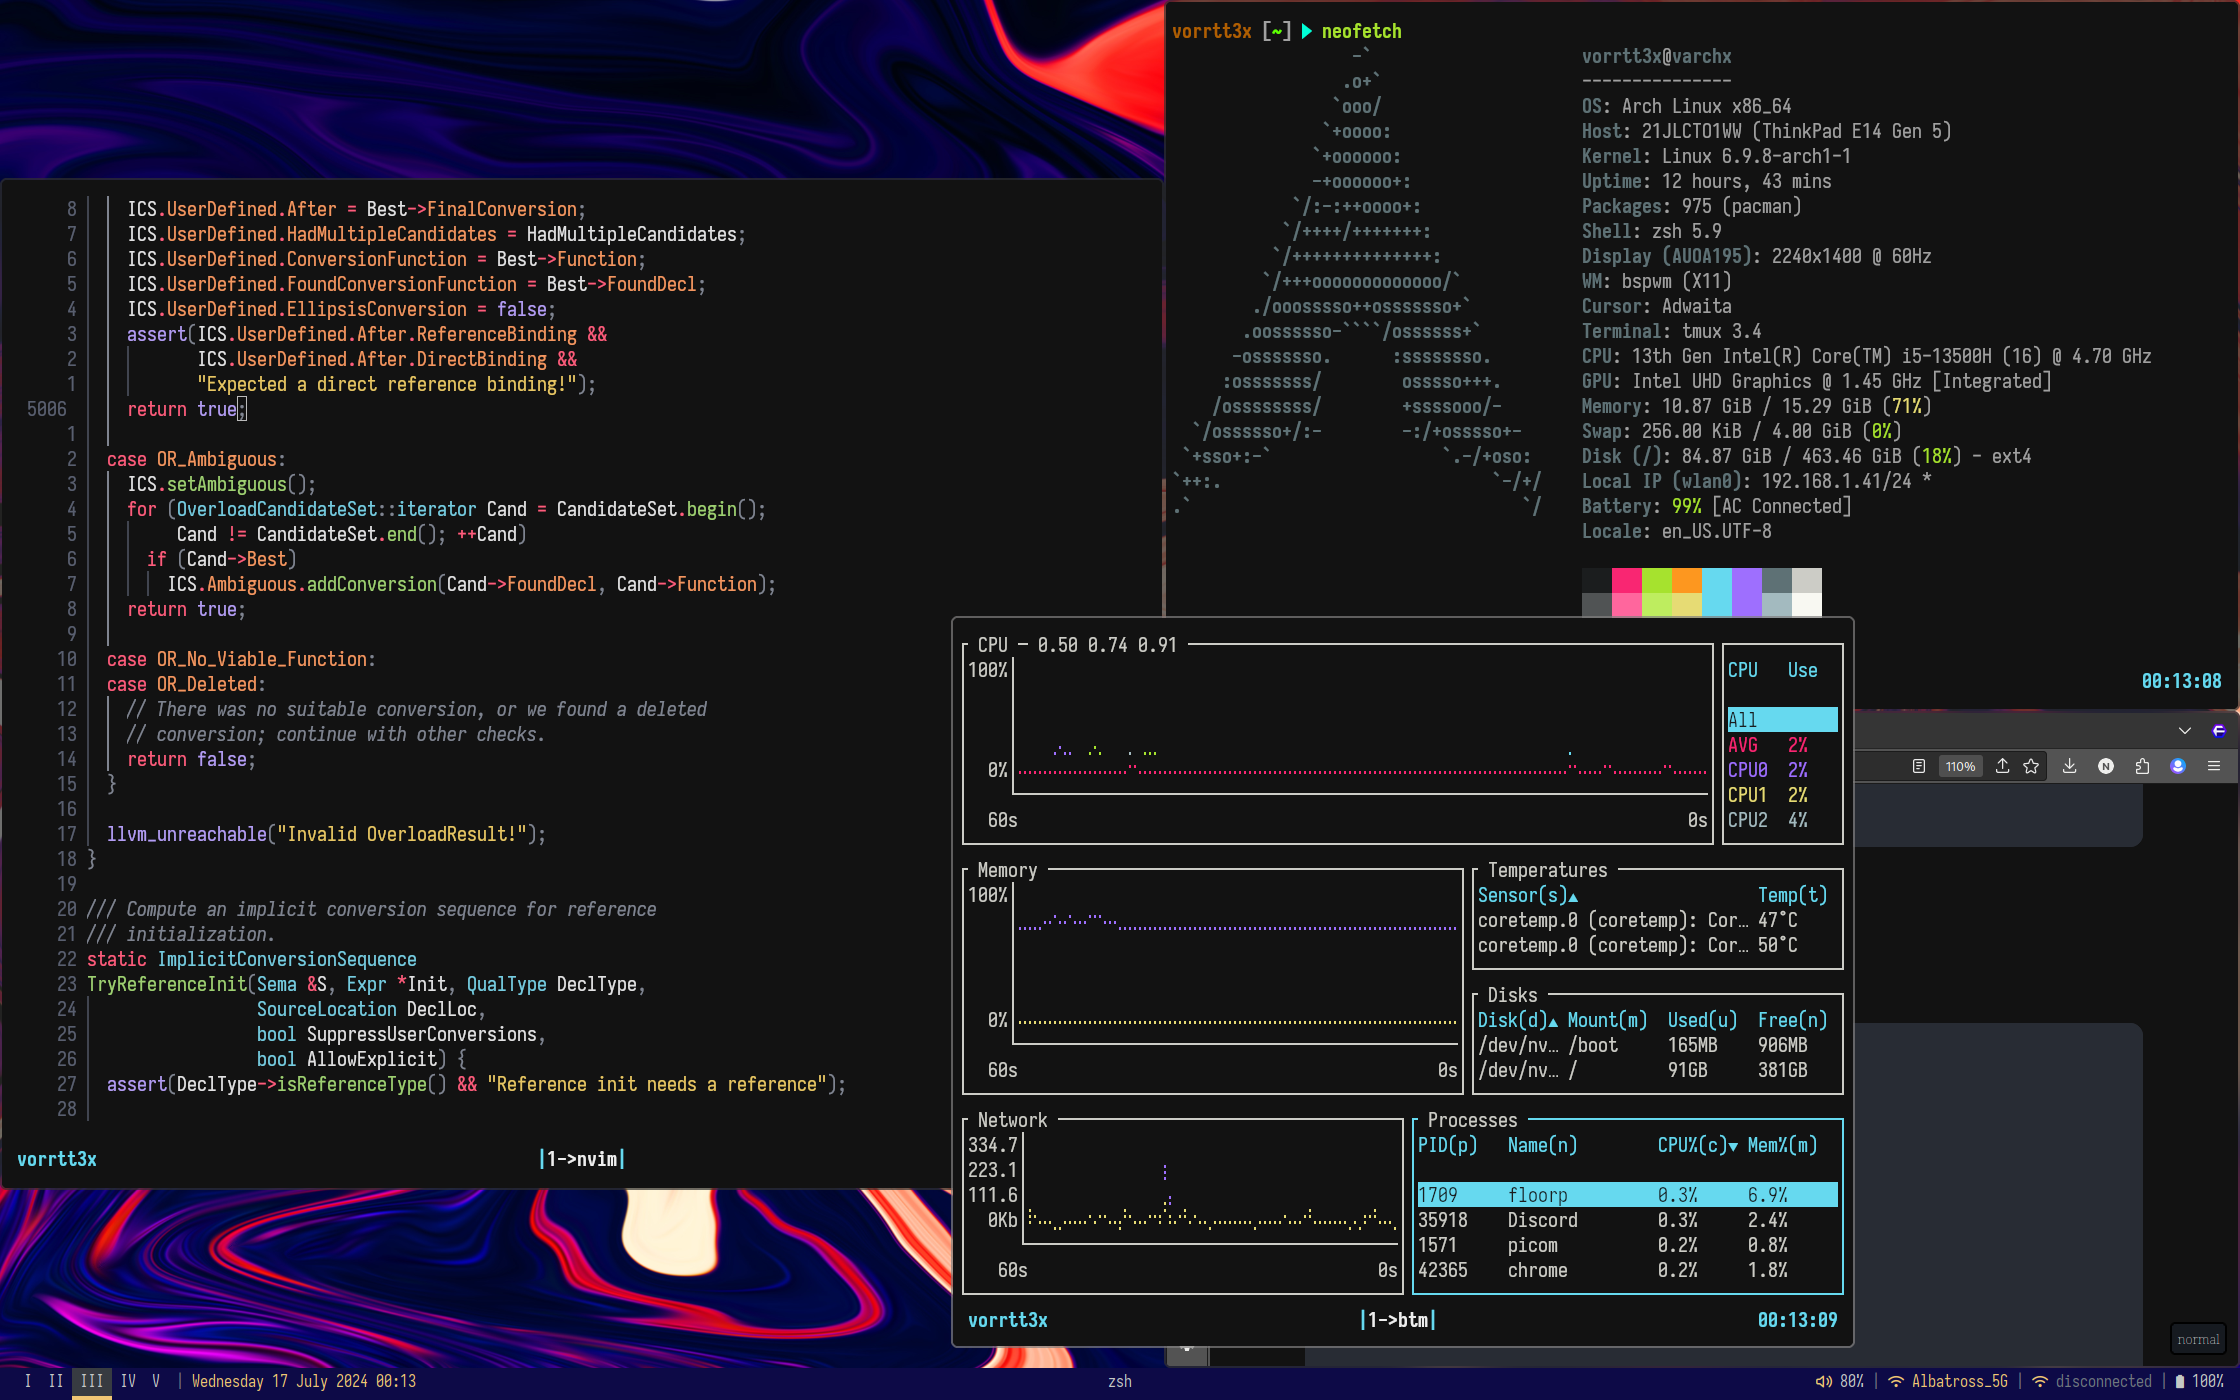 vorrtt3x [~] neofetch
vorrtt3x@varchx
---------------
OS: Arch Linux x86_64
Host: 21JLCTO1WW (ThinkPad E14 Gen 5)
Kernel: Linux 6.9.8-arch1-1
Uptime: 12 hours, 43 mins
Packages: 975 (pacman)
Shell: zsh 5.9
Display (AUOA195): 2240x1400 @ 60Hz
WM: bspwm (X11)
Cursor: Adwaita
Terminal: tmux 3.4
CPU: 13th Gen Intel(R) Core(TM) i5-13500H (16) @ 4.70 GHz
GPU: Intel UHD Graphics @ 1.45 GHz [Integrated]
Memory: 10.87 GiB / 15.29 GiB (71%)
Swap: 256.00 KiB / 4.00 GiB (0%)
Disk (/): 84.87 GiB / 463.46 GiB (18%) - ext4
Local IP (wlan0): 192.168.1.41/24 *
Battery: 99% [AC Connected]
Locale: en_US.UTF-8
00:13:08
8 ICS.UserDefined.After = Best->FinalConversion;
7 ICS.UserDefined.HadMultipleCandidates = HadMultipleCandidates;
6 ICS.UserDefined.ConversionFunction = Best->Function;
5 ICS.UserDefined.FoundConversionFunction = Best->FoundDecl;
4 ICS.UserDefined.EllipsisConversion = false;
3 assert(ICS.UserDefined.After.ReferenceBinding &&
2 ICS.UserDefined.After.DirectBinding &&
1 "Expected a direct reference binding!");
5006 return true;
1
2 case OR_Ambiguous:
3 ICS.setAmbiguous();
4 for (OverloadCandidateSet::iterator Cand = CandidateSet.begin();
5 Cand != CandidateSet.end(); ++Cand)
6 if (Cand->Best)
7 ICS.Ambiguous.addConversion(Cand->FoundDecl, Cand->Function);
8 return true;
9
10 case OR_No_Viable_Function:
11 case OR_Deleted:
12 // There was no suitable conversion, or we found a deleted
13 // conversion; continue with other checks.
14 return false;
15 }
16
17 llvm_unreachable("Invalid OverloadResult!");
18 }
19
20 /// Compute an implicit conversion sequence for reference
21 /// initialization.
22 static ImplicitConversionSequence
23 TryReferenceInit(Sema &S, Expr *Init, QualType DeclType,
24 SourceLocation DeclLoc,
25 bool SuppressUserConversions,
26 bool AllowExplicit) {
27 assert(DeclType->isReferenceType() && "Reference init needs a reference");
28
vorrtt3x |1->nvim|
CPU — 0.50 0.74 0.91
100%
0%
60s 0s
CPU Use
All
AVG 2%
CPU0 2%
CPU1 2%
CPU2 4%
Memory
100%
0%
60s 0s
Temperatures
Sensor(s)▲ Temp(t)
coretemp.0 (coretemp): Cor… 47°C
coretemp.0 (coretemp): Cor… 50°C
Disks
Disk(d)▲ Mount(m) Used(u) Free(n)
/dev/nv… /boot 165MB 906MB
/dev/nv… / 91GB 381GB
Network
334.7
223.1
111.6
0Kb
60s 0s
Processes
PID(p) Name(n) CPU%(c)▼ Mem%(m)
1709 floorp 0.3% 6.9%
35918 Discord 0.3% 2.4%
1571 picom 0.2% 0.8%
42365 chrome 0.2% 1.8%
vorrtt3x |1->btm| 00:13:09
110%
N
normal
I II III IV V | Wednesday 17 July 2024 00:13
zsh
80% | Albatross_5G | disconnected | 100%